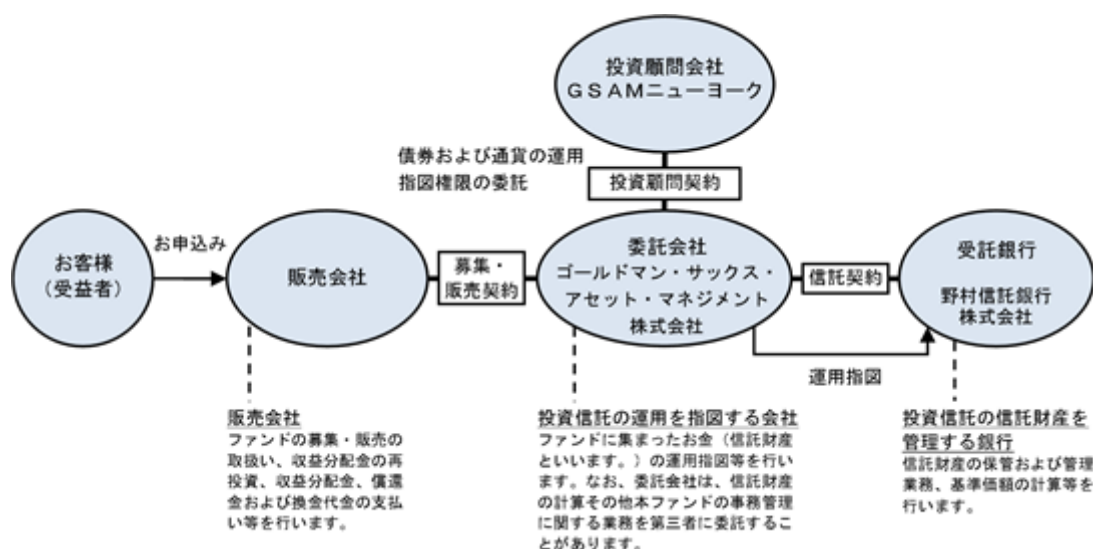 投資顧問会社
ＧＳＡＭニューヨーク
債券および通貨の運用
指図権限の委託
投資顧問契約
お客様
（受益者）
お申込み
販売会社
募集・
販売契約
委託会社
ゴールドマン・サックス・
アセット・マネジメント
株式会社
信託契約
受託銀行
野村信託銀行
株式会社
運用指図
販売会社
ファンドの募集・販売の
取扱い、収益分配金の再
投資、収益分配金、償還
金および換金代金の支払
い等を行います。
投資信託の運用を指図する会社
ファンドに集まったお金（信託財産
といいます。）の運用指図等を行い
ます。なお、委託会社は、信託財産
の計算その他本ファンドの事務管理
に関する業務を第三者に委託するこ
とがあります。
投資信託の信託財産を
管理する銀行
信託財産の保管および管理
業務、基準価額の計算等を
行います。